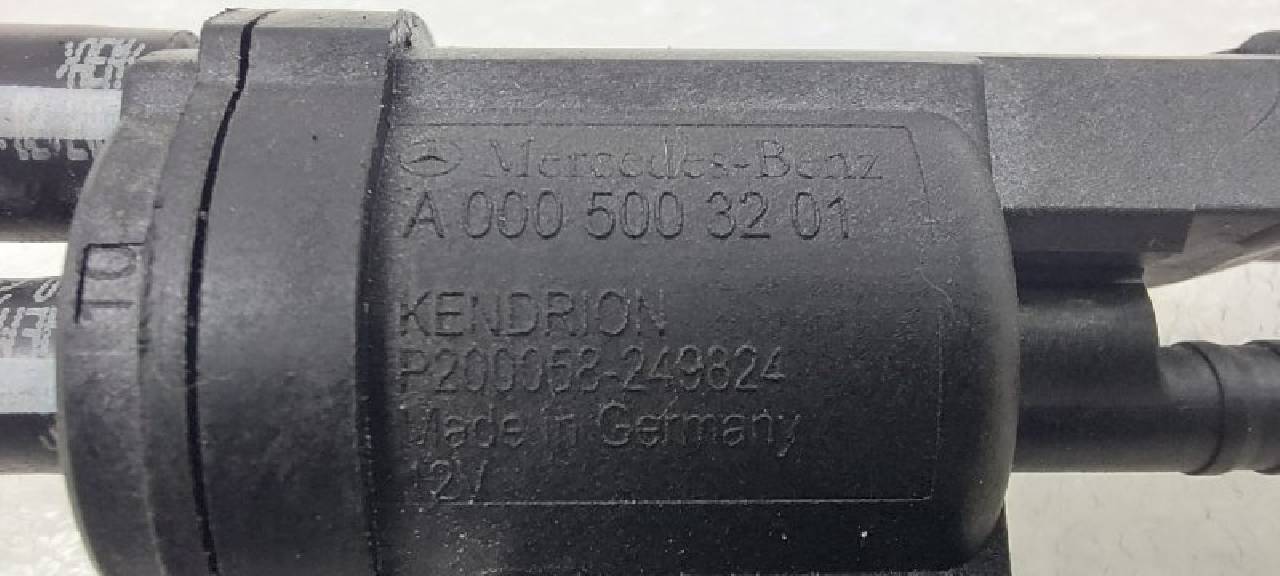 Mercedes-Benz
A 000 500 32 01
KENDRION
P200058-249824
Made in Germany
12V